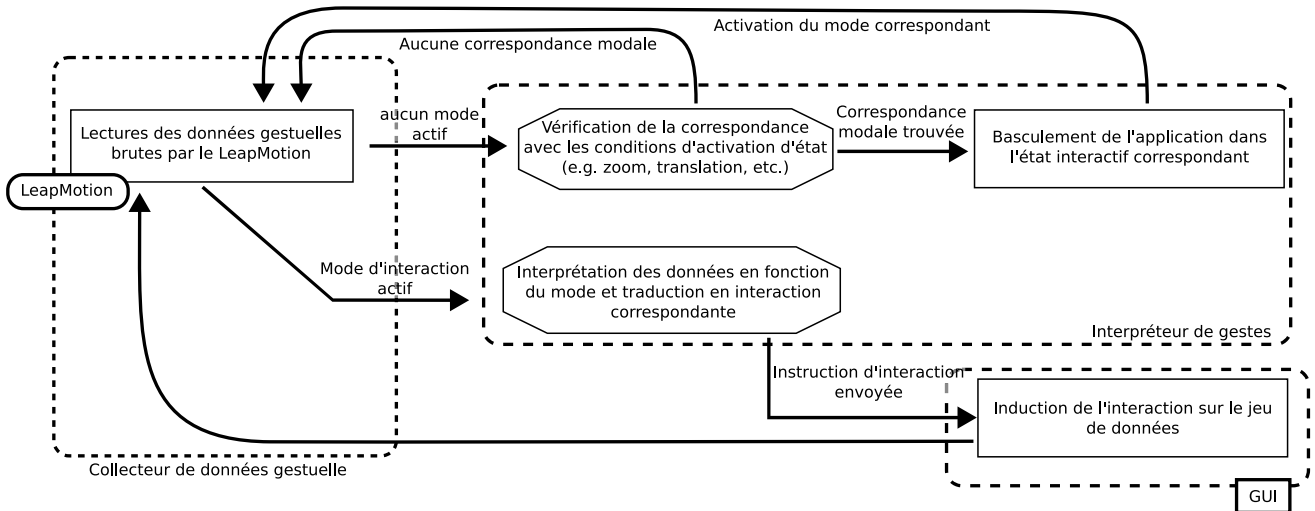 Activation du mode correspondant
Aucune correspondance modale
Lectures des données gestuelles
brutes par le LeapMotion
LeapMotion
aucun mode
actif
Vérification de la correspondance
avec les conditions d'activation d'état
(e.g. zoom, translation, etc.)
Correspondance
modale trouvée
Basculement de l'application dans
l'état interactif correspondant
Mode d'interaction
actif
Interprétation des données en fonction
du mode et traduction en interaction
correspondante
Interpréteur de gestes
Instruction d'interaction
envoyée
Induction de l'interaction sur le jeu
de données
Collecteur de données gestuelle
GUI